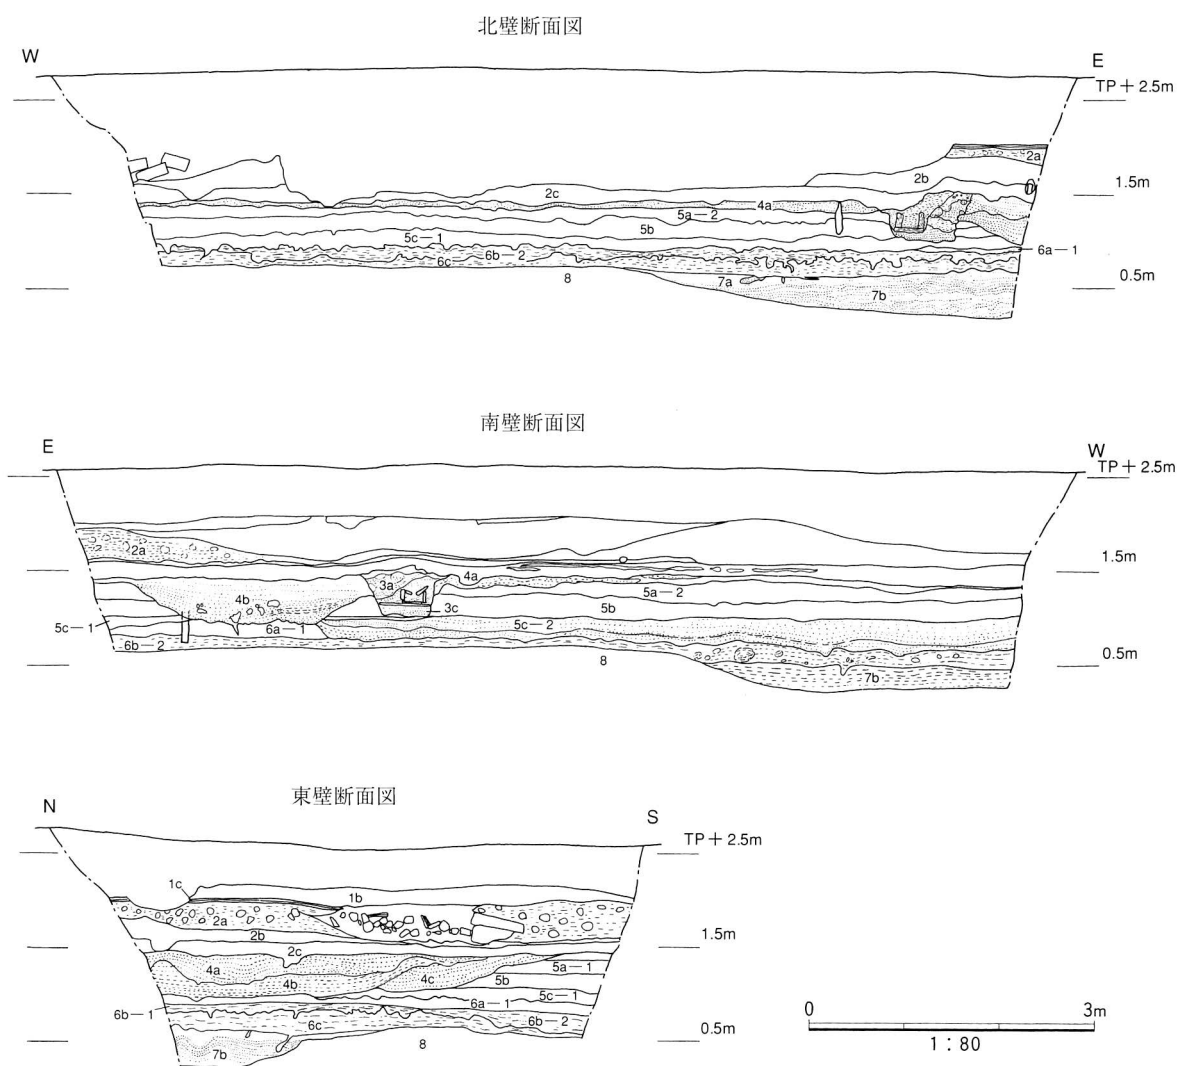 北壁断面図
W
E
TP+2.5m
2a
2b
1.5m
2c
4a
5a-2
5b
5c-1
6a-1
6b-2
6c
8
7a
0.5m
7b
南壁断面図
E
W
TP+2.5m
2a
1.5m
4a
3a
5a-2
4b
3c
5b
5c-1
6a-1
5c-2
6b-2
8
0.5m
7b
東壁断面図
N
S
TP+2.5m
1c
1b
2a
2b
1.5m
2c
4a
5a-1
4b
4c
5b
5c-1
6a-1
6b-1
6c
6b-2
0.5m
7b
8
0
3m
1:80